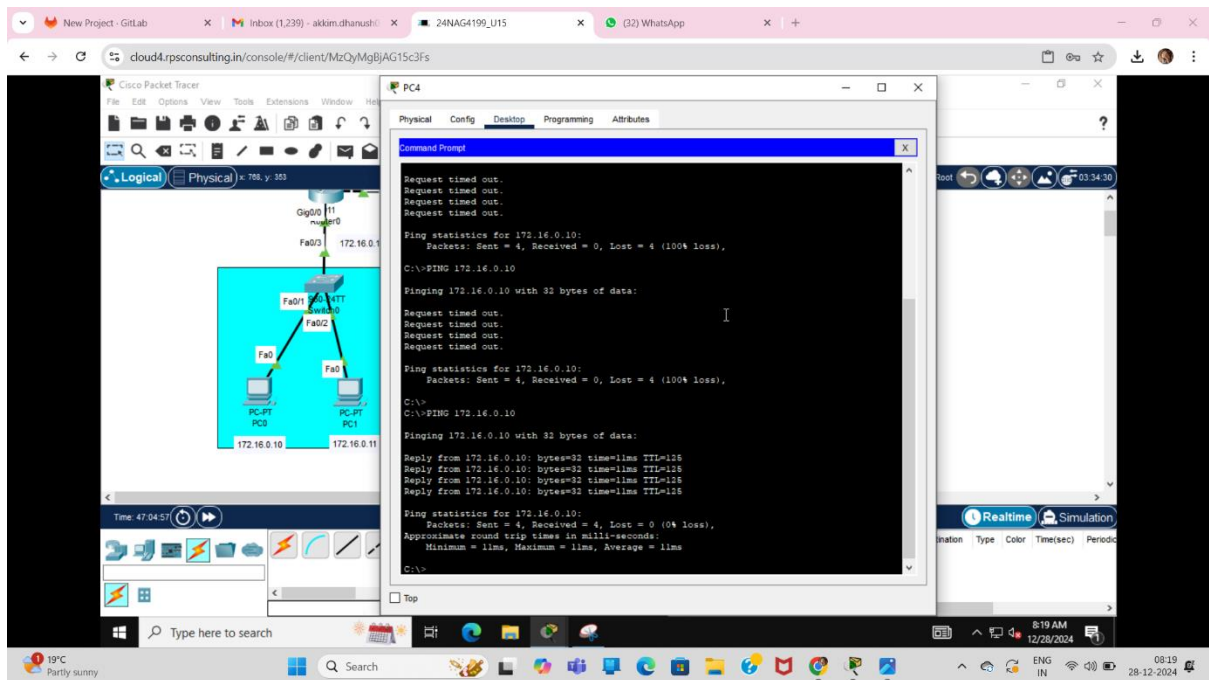 New Project - GitLab
Inbox (1,239) - akkim.dhanush
24NAG4199_U15
(32) WhatsApp
cloud4.rpsconsulting.in/console/#/client/MzQyMgBjAG15c3Fs
Cisco Packet Tracer
File Edit Options View Tools Extensions Window Hel
Logical Physical x: 768, y: 353
Root 03:34:30
Gig0/0
Fa0/3 172.16.0.1
Fa0/1
Fa0/2
Fa0
Fa0
PC-PT PC-PT
PC0 PC1
172.16.0.10 172.16.0.11
PC4
Physical Config Desktop Programming Attributes
Command Prompt X
Request timed out.
Request timed out.
Request timed out.
Request timed out.
Ping statistics for 172.16.0.10:
Packets: Sent = 4, Received = 0, Lost = 4 (100% loss),
C:\>PING 172.16.0.10
Pinging 172.16.0.10 with 32 bytes of data:
Request timed out.
Request timed out.
Request timed out.
Request timed out.
Ping statistics for 172.16.0.10:
Packets: Sent = 4, Received = 0, Lost = 4 (100% loss),
C:\>
C:\>PING 172.16.0.10
Pinging 172.16.0.10 with 32 bytes of data:
Reply from 172.16.0.10: bytes=32 time=11ms TTL=125
Reply from 172.16.0.10: bytes=32 time=11ms TTL=125
Reply from 172.16.0.10: bytes=32 time=11ms TTL=125
Reply from 172.16.0.10: bytes=32 time=11ms TTL=125
Ping statistics for 172.16.0.10:
Packets: Sent = 4, Received = 4, Lost = 0 (0% loss),
Approximate round trip times in milli-seconds:
Minimum = 11ms, Maximum = 11ms, Average = 11ms
C:\>
Top
Time: 47:04:57
Realtime Simulation
ination Type Color Time(sec) Periodic
Type here to search
8:19 AM
12/28/2024
19°C
Partly sunny
Search
ENG
IN
08:19
28-12-2024